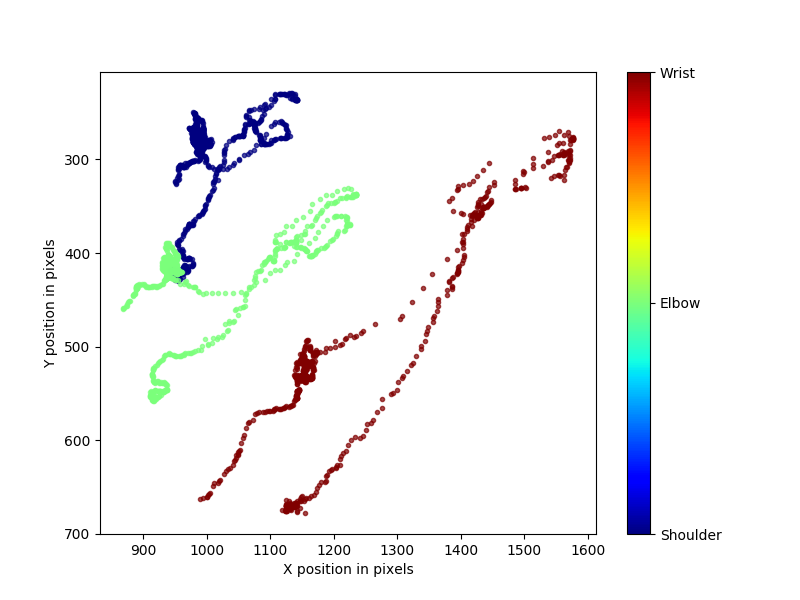 Y position in pixels
300
400
500
600
700
900
1000
1100
1200
1300
1400
1500
1600
X position in pixels
Wrist
Elbow
Shoulder